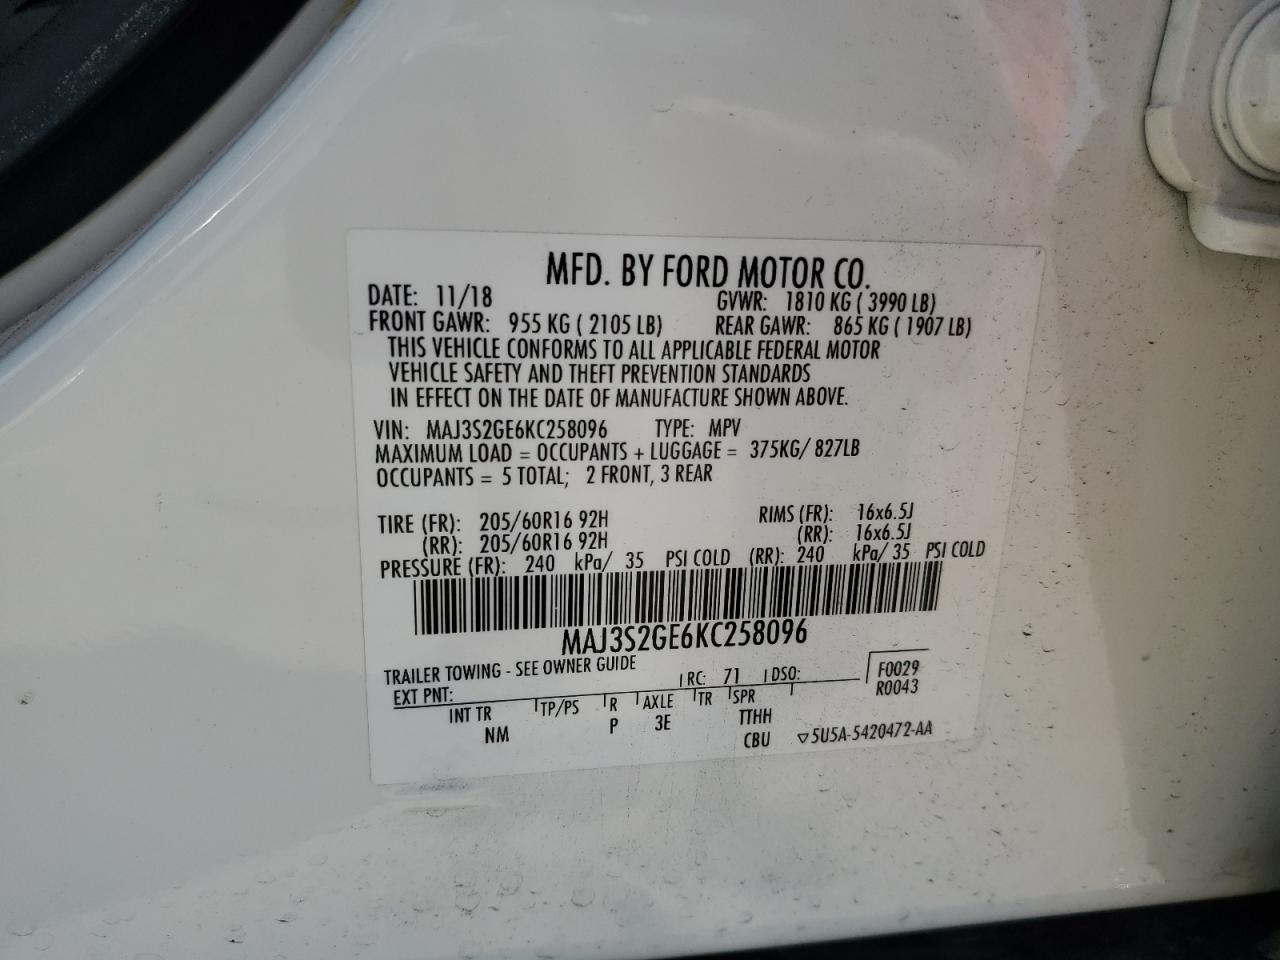 MFD. BY FORD MOTOR CO.
DATE: 11/18 GVWR: 1810 KG ( 3990 LB)
FRONT GAWR: 955 KG ( 2105 LB) REAR GAWR: 865 KG ( 1907 LB)
THIS VEHICLE CONFORMS TO ALL APPLICABLE FEDERAL MOTOR
VEHICLE SAFETY AND THEFT PREVENTION STANDARDS
IN EFFECT ON THE DATE OF MANUFACTURE SHOWN ABOVE.
VIN: MAJ3S2GE6KC258096 TYPE: MPV
MAXIMUM LOAD = OCCUPANTS + LUGGAGE = 375KG/ 827LB
OCCUPANTS = 5 TOTAL; 2 FRONT, 3 REAR
TIRE (FR): 205/60R16 92H RIMS (FR): 16x6.5J
(RR): 205/60R16 92H (RR): 16x6.5J
PRESSURE (FR): 240 kPa/ 35 PSI COLD (RR): 240 kPa/ 35 PSI COLD
MAJ3S2GE6KC258096
TRAILER TOWING - SEE OWNER GUIDE
EXT PNT: RC: 71 DSO: F0029
R0043
INT TR TP/PS R AXLE TR SPR
NM P 3E TTHH
CBU ▽5U5A-5420472-AA